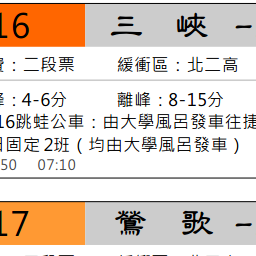 16 三峽 -
費：二段票 緩衝區：北二高
峰：4-6分 離峰：8-15分
16跳蛙公車：由大學風呂發車往捷
日固定2班（均由大學風呂發車）
50 07:10
17 鶯歌 -